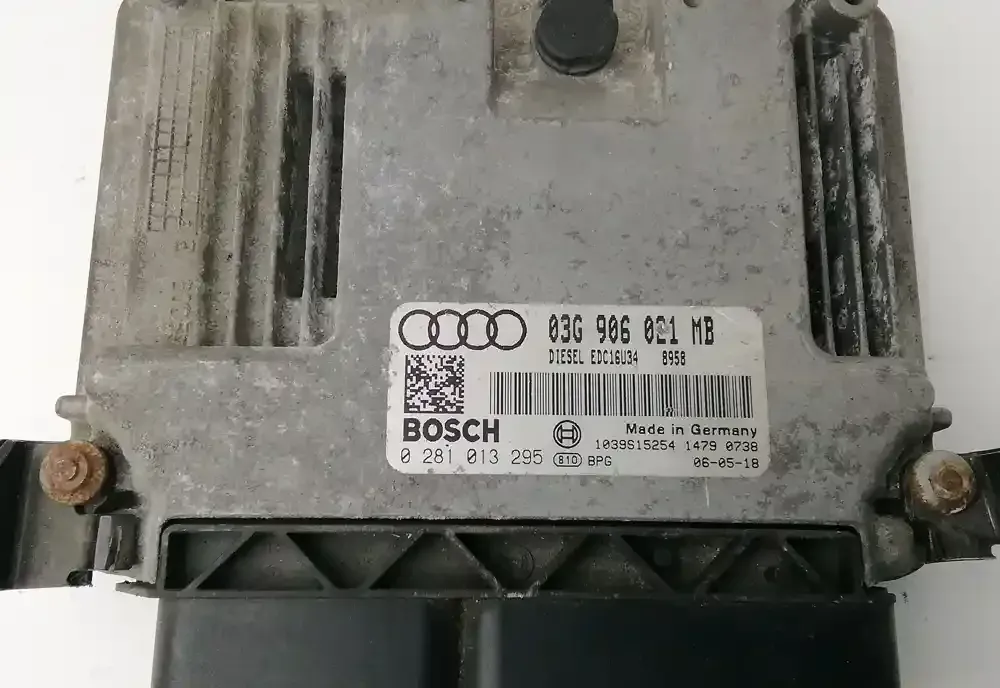 03G 906 021 MB
DIESEL EDC16U34 8958
BOSCH
Made in Germany
1039S15254 1479 0738
0 281 013 295 810 BPG
06-05-18